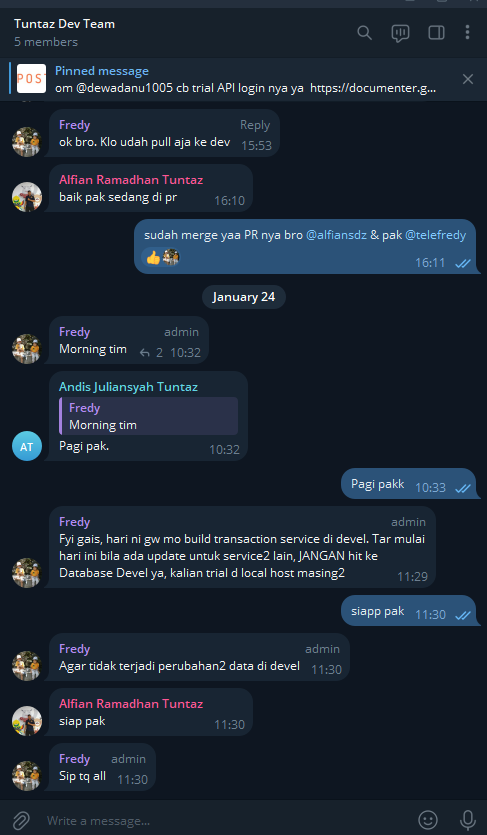 Tuntaz Dev Team
5 members
POST
Pinned message
om @dewadanu1005 cb trial API login nya ya https://documenter.g...
Fredy Reply
ok bro. Klo udah pull aja ke dev 15:53
Alfian Ramadhan Tuntaz
baik pak sedang di pr 16:10
sudah merge yaa PR nya bro @alfiansdz & pak @telefredy
16:11
January 24
Fredy admin
Morning tim 2 10:32
Andis Juliansyah Tuntaz
Fredy
Morning tim
AT
Pagi pak. 10:32
Pagi pakk 10:33
Fredy admin
Fyi gais, hari ni gw mo build transaction service di devel. Tar mulai
hari ini bila ada update untuk service2 lain, JANGAN hit ke
Database Devel ya, kalian trial d local host masing2 11:29
siapp pak 11:30
Fredy admin
Agar tidak terjadi perubahan2 data di devel 11:30
Alfian Ramadhan Tuntaz
siap pak 11:30
Fredy admin
Sip tq all 11:30
Write a message...